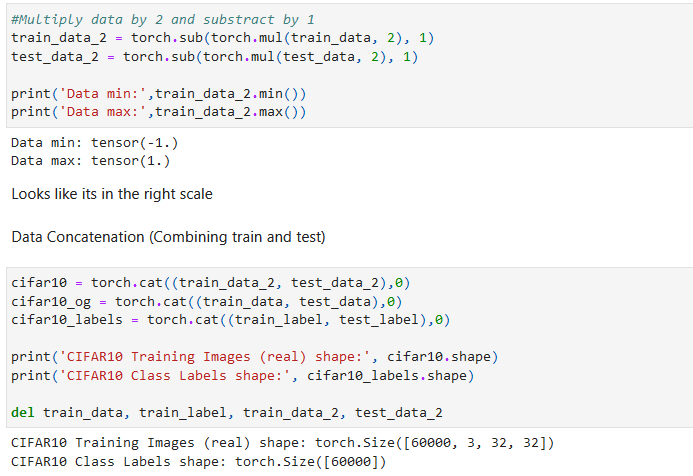 #Multiply data by 2 and substract by 1
train_data_2 = torch.sub(torch.mul(train_data, 2), 1)
test_data_2 = torch.sub(torch.mul(test_data, 2), 1)
print('Data min:',train_data_2.min())
print('Data max:',train_data_2.max())
Data min: tensor(-1.)
Data max: tensor(1.)
Looks like its in the right scale
Data Concatenation (Combining train and test)
cifar10 = torch.cat((train_data_2, test_data_2),0)
cifar10_og = torch.cat((train_data, test_data),0)
cifar10_labels = torch.cat((train_label, test_label),0)
print('CIFAR10 Training Images (real) shape:', cifar10.shape)
print('CIFAR10 Class Labels shape:', cifar10_labels.shape)
del train_data, train_label, train_data_2, test_data_2
CIFAR10 Training Images (real) shape: torch.Size([60000, 3, 32, 32])
CIFAR10 Class Labels shape: torch.Size([60000])